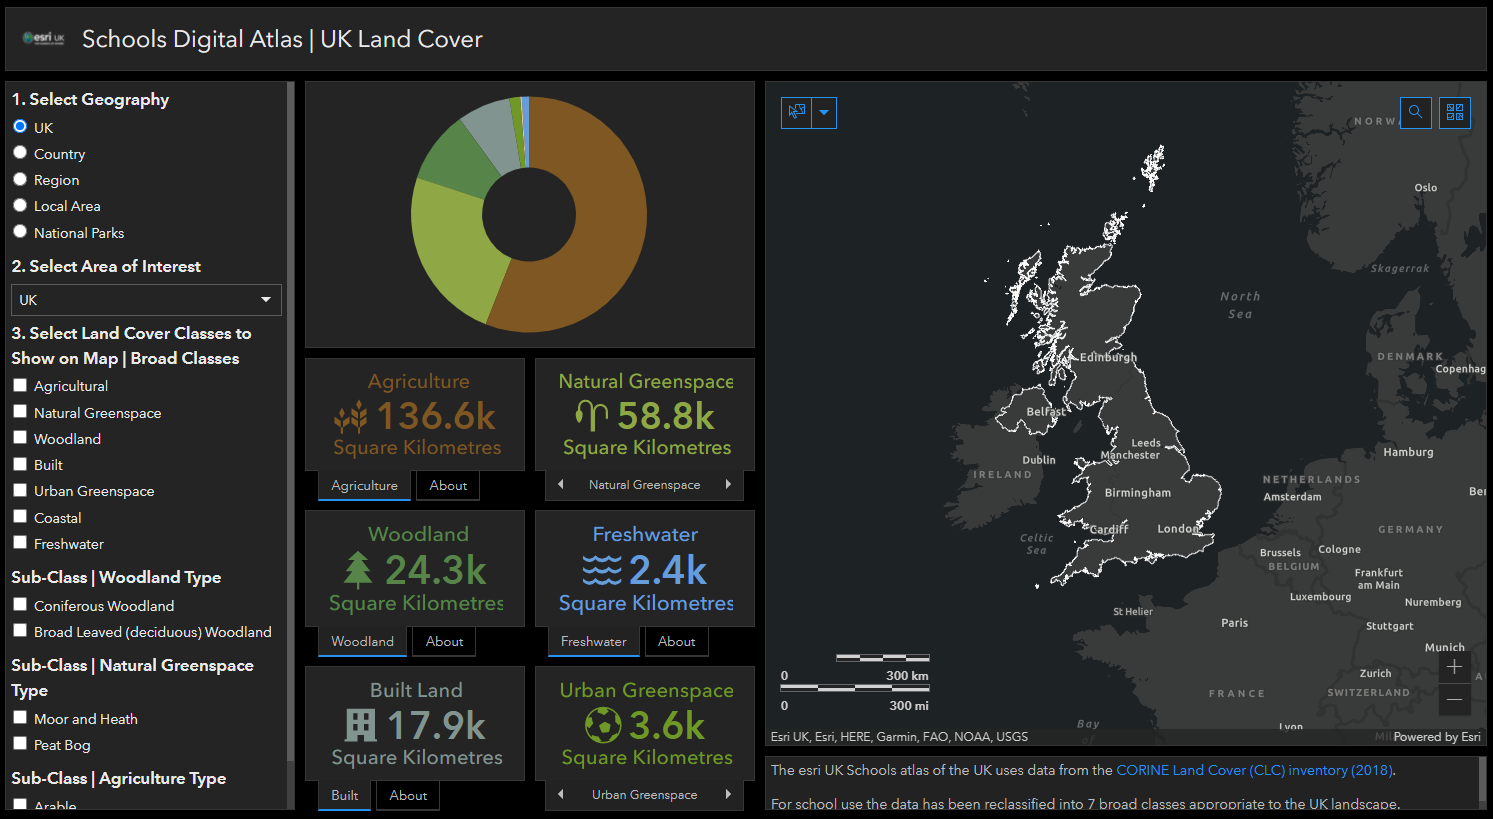 esri UK
Schools Digital Atlas | UK Land Cover
1. Select Geography
UK
Country
Region
Local Area
National Parks
2. Select Area of Interest
UK
3. Select Land Cover Classes to
Show on Map | Broad Classes
Agricultural
Natural Greenspace
Woodland
Built
Urban Greenspace
Coastal
Freshwater
Sub-Class | Woodland Type
Coniferous Woodland
Broad Leaved (deciduous) Woodland
Sub-Class | Natural Greenspace
Type
Moor and Heath
Peat Bog
Sub-Class | Agriculture Type
Arable
Agriculture
136.6k
Square Kilometres
Agriculture
About
Natural Greenspace
58.8k
Square Kilometres
Natural Greenspace
Woodland
24.3k
Square Kilometres
Woodland
About
Freshwater
2.4k
Square Kilometres
Freshwater
About
Built Land
17.9k
Square Kilometres
Built
About
Urban Greenspace
3.6k
Square Kilometres
Urban Greenspace
NORWA
Oslo
Skagerrak
North
Sea
DENMARK
Copenhag
Edinburgh
Belfast
Leeds
Manchester
Dublin
IRELAND
Hamburg
NETHERLANDS
Amsterdam
Ber
Birmingham
Cardiff
London
GERMANY
Celtic
Sea
Brussels
Cologne
BELGIUM
Frankfurt
am Main
Luxembourg
Nuremberg
St Helier
Paris
Stuttgart
Munich
Zurich
A
FRANCE
SWITZERLAND
Lyon
Bay
of
Mil
+
−
0 300 km
0 300 mi
Esri UK, Esri, HERE, Garmin, FAO, NOAA, USGS
Powered by Esri
The esri UK Schools atlas of the UK uses data from the CORINE Land Cover (CLC) inventory (2018).
For school use the data has been reclassified into 7 broad classes appropriate to the UK landscape.